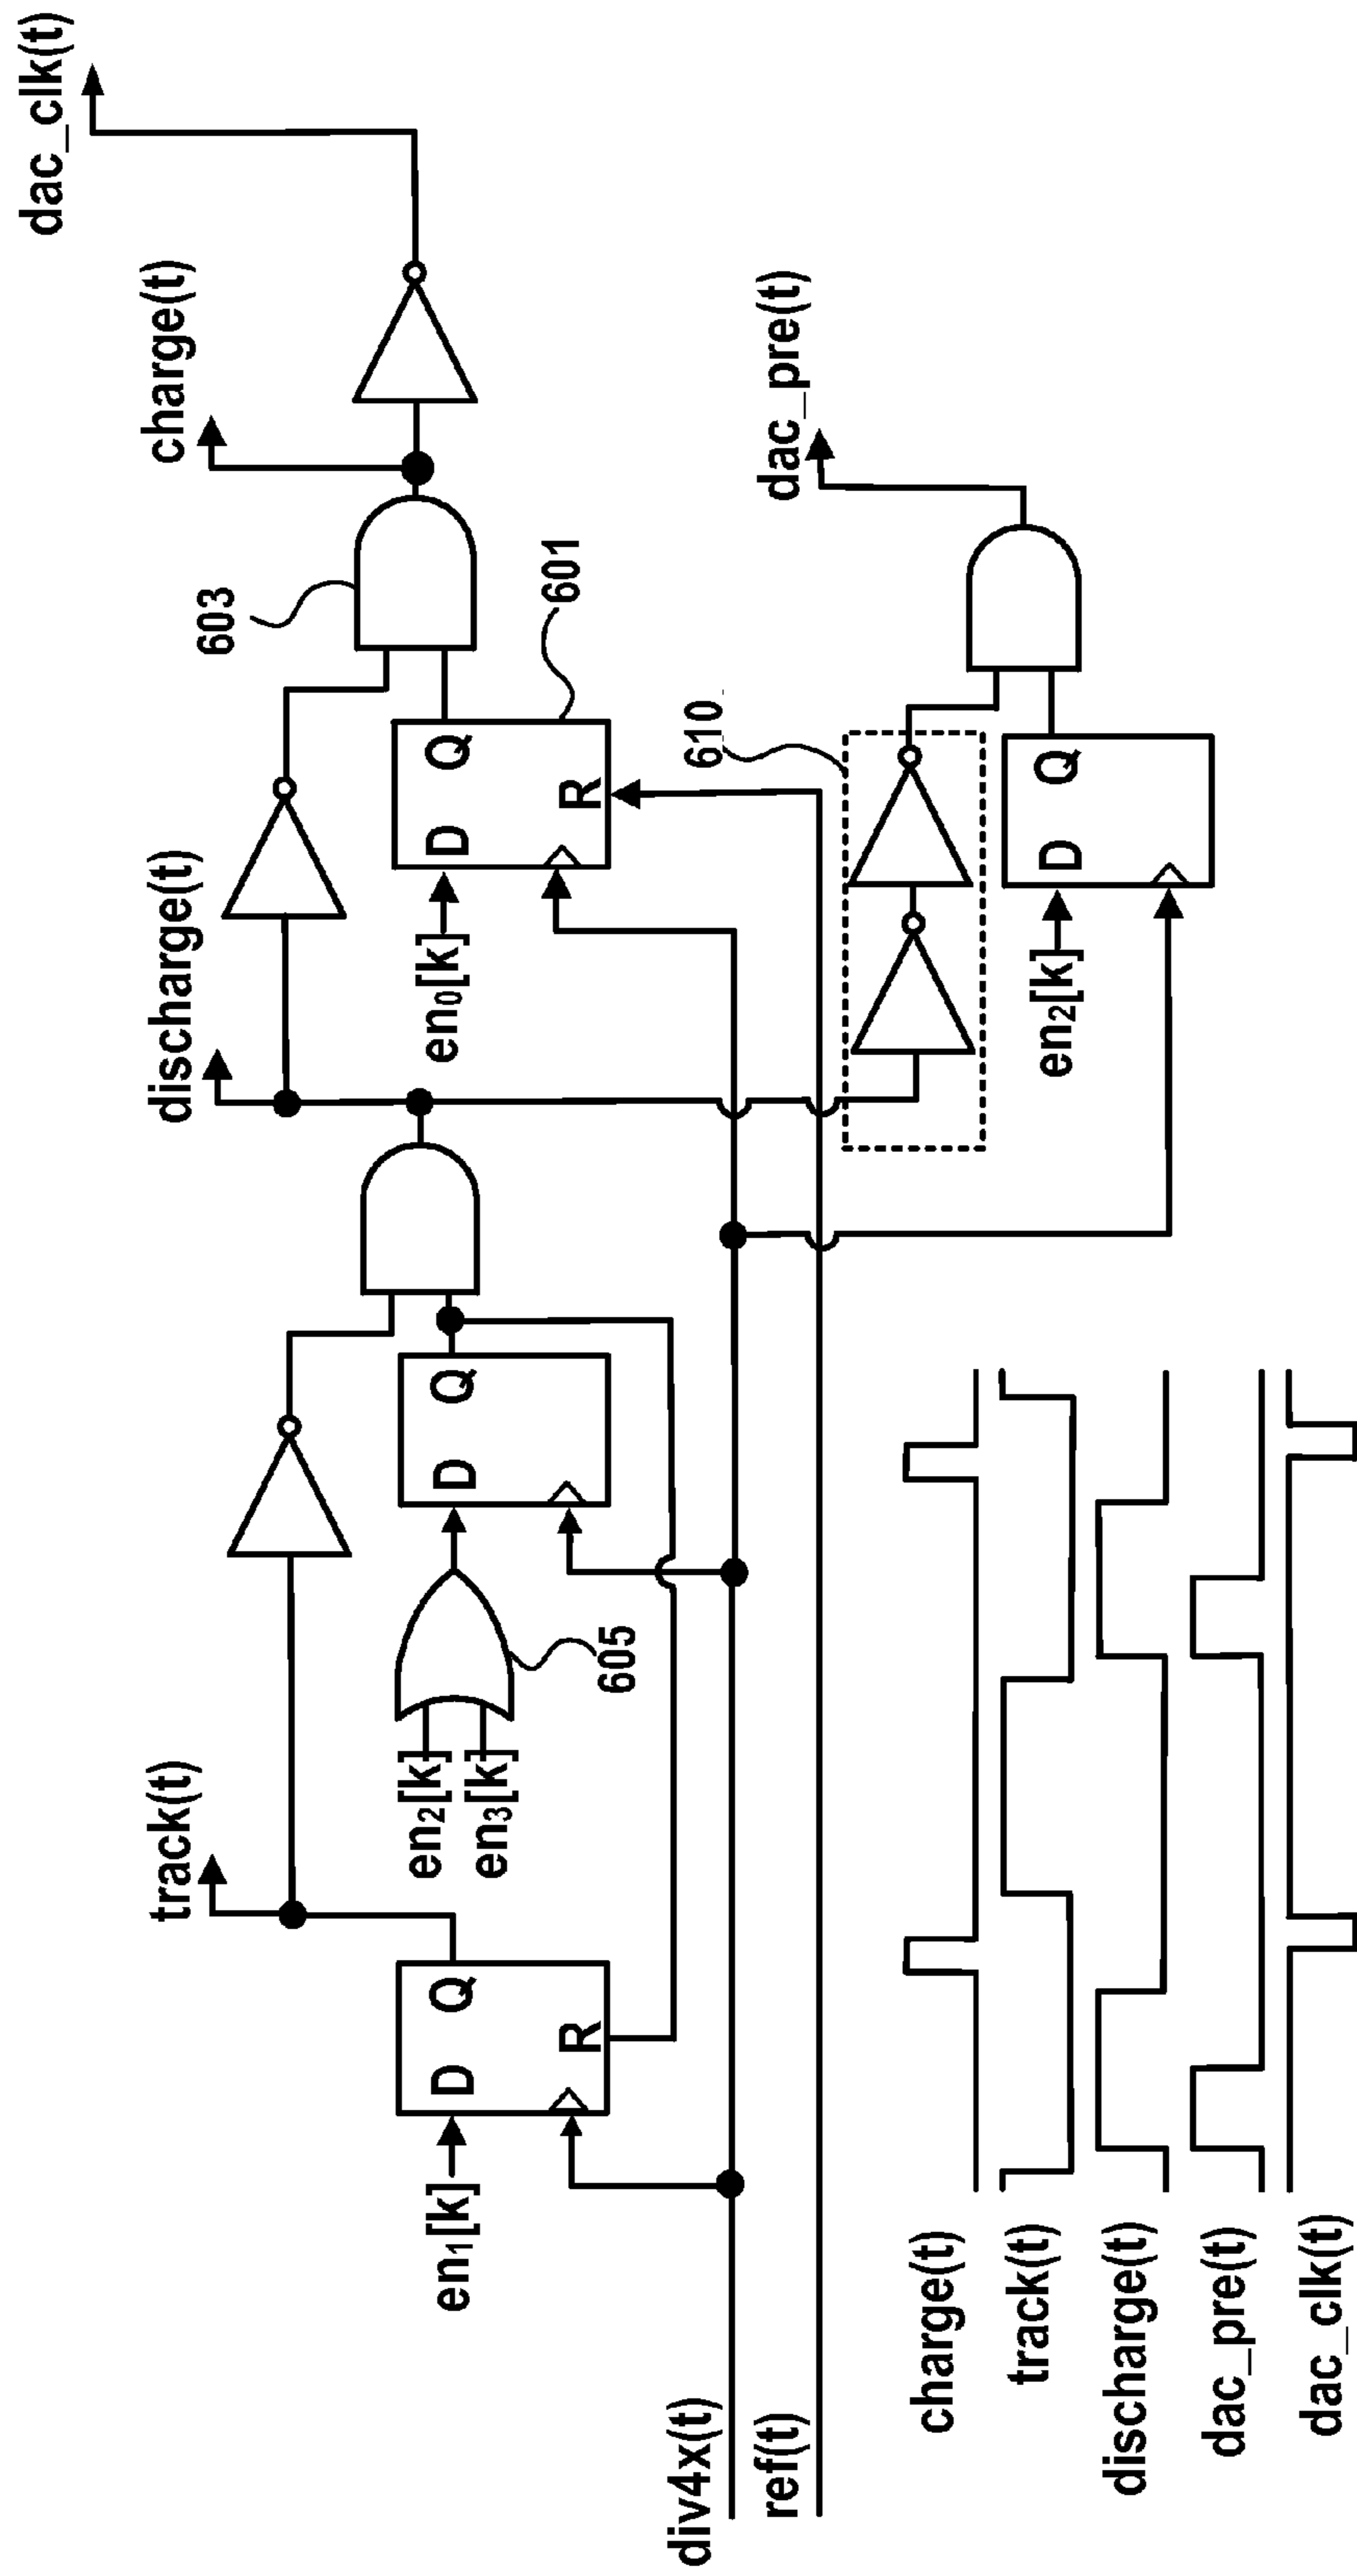 track(t)
discharge(t)
charge(t)
dac_clk(t)
en1[k]
D Q
R
en2[k]
en3[k]
605
D Q
en0[k]
D Q
R
601
603
610
en2[k]
D Q
dac_pre(t)
div4x(t)
ref(t)
charge(t)
track(t)
discharge(t)
dac_pre(t)
dac_clk(t)